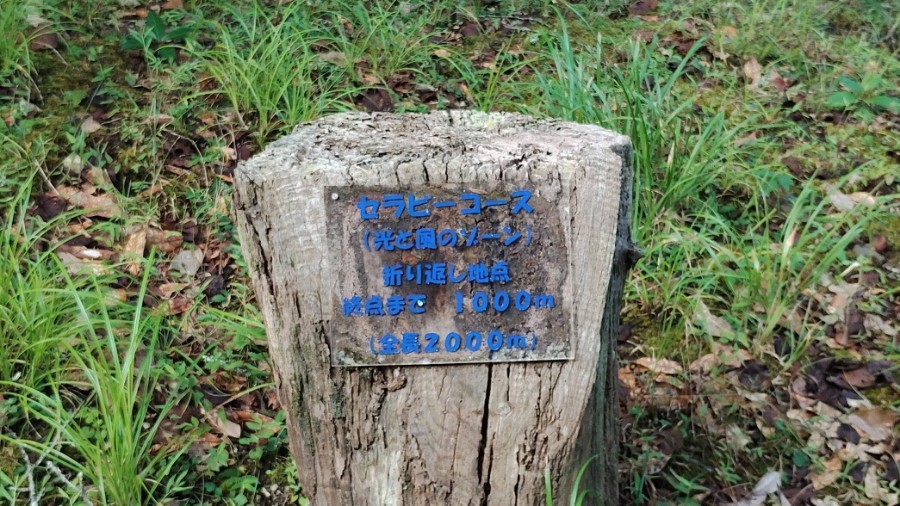 セラピーコース
（光と風のゾーン）
折り返し地点
終点まで　1000m
（全長2000m）